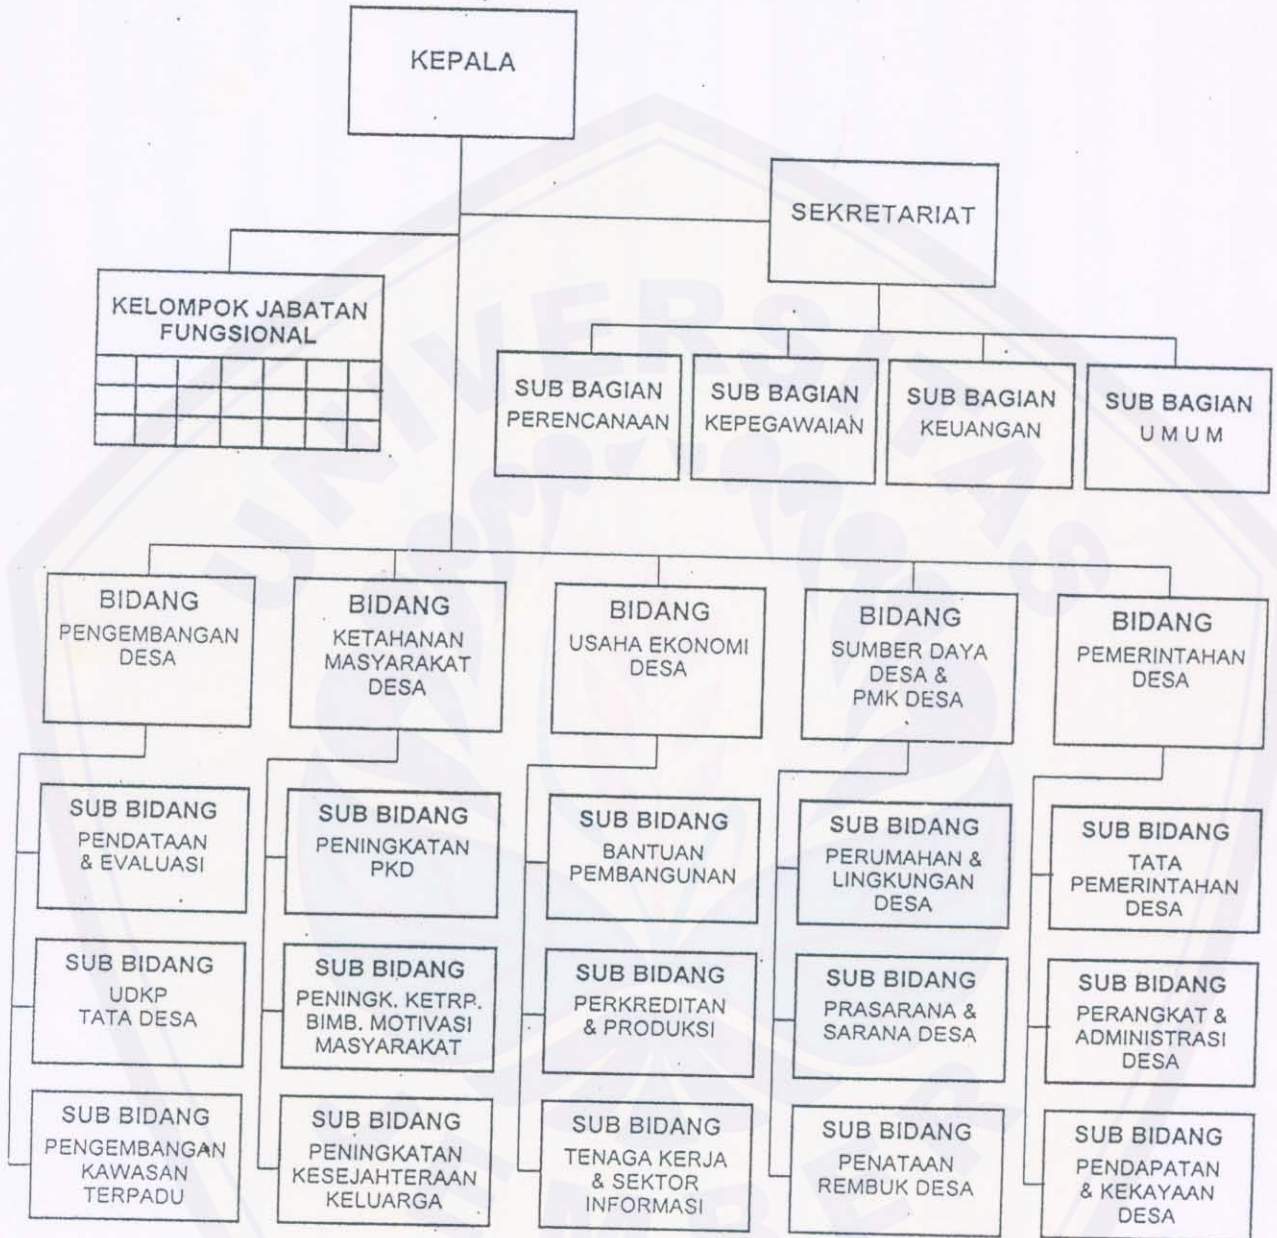 KEPALA
SEKRETARIAT
KELOMPOK JABATAN
FUNGSIONAL
SUB BAGIAN
PERENCANAAN
SUB BAGIAN
KEPEGAWAIAN
SUB BAGIAN
KEUANGAN
SUB BAGIAN
U M U M
BIDANG
PENGEMBANGAN
DESA
BIDANG
KETAHANAN
MASYARAKAT
DESA
BIDANG
USAHA EKONOMI
DESA
BIDANG
SUMBER DAYA
DESA &
PMK DESA
BIDANG
PEMERINTAHAN
DESA
SUB BIDANG
PENDATAAN
& EVALUASI
SUB BIDANG
PENINGKATAN
PKD
SUB BIDANG
BANTUAN
PEMBANGUNAN
SUB BIDANG
PERUMAHAN &
LINGKUNGAN
DESA
SUB BIDANG
TATA
PEMERINTAHAN
DESA
SUB BIDANG
UDKP
TATA DESA
SUB BIDANG
PENINGK. KETRP.
BIMB. MOTIVASI
MASYARAKAT
SUB BIDANG
PERKREDITAN
& PRODUKSI
SUB BIDANG
PRASARANA &
SARANA DESA
SUB BIDANG
PERANGKAT &
ADMINISTRASI
DESA
SUB BIDANG
PENGEMBANGAN
KAWASAN
TERPADU
SUB BIDANG
PENINGKATAN
KESEJAHTERAAN
KELUARGA
SUB BIDANG
TENAGA KERJA
& SEKTOR
INFORMASI
SUB BIDANG
PENATAAN
REMBUK DESA
SUB BIDANG
PENDAPATAN
& KEKAYAAN
DESA
UNIVERSITAS
JEMBER